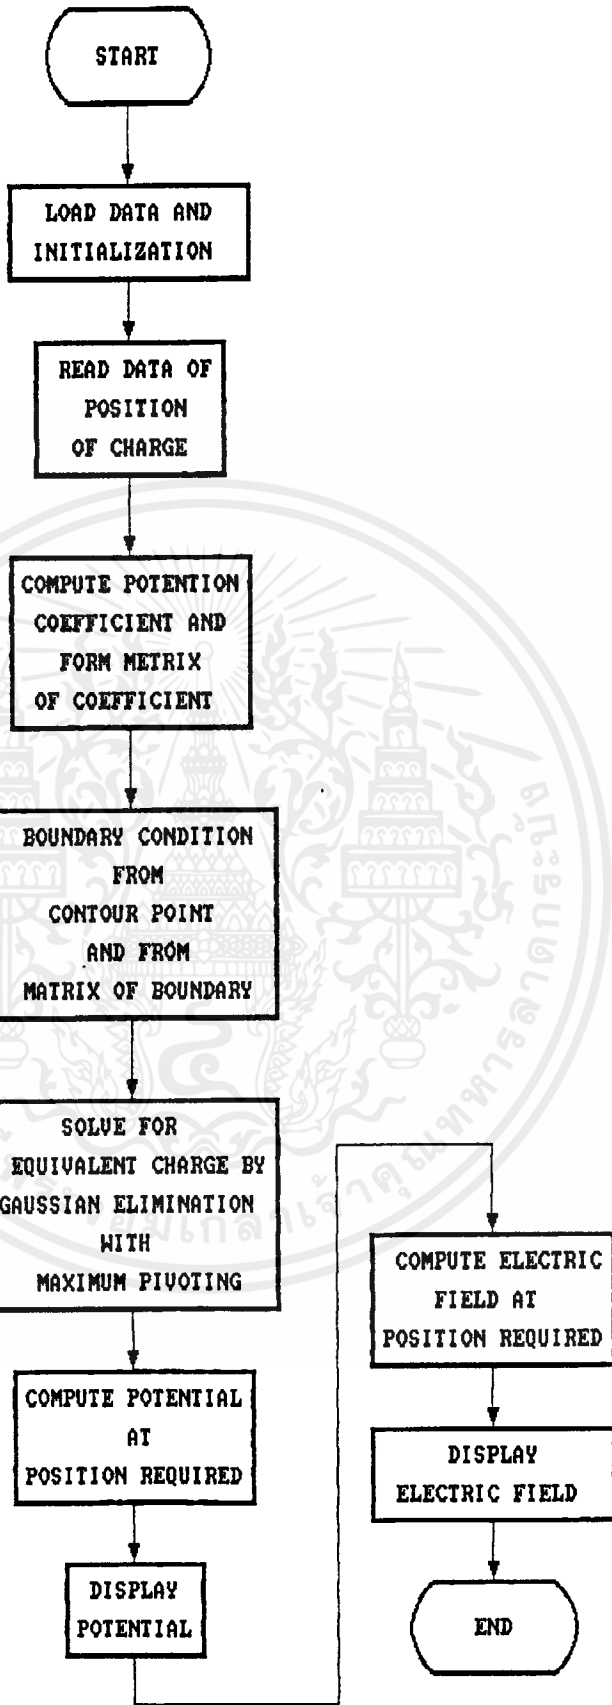 START
LOAD DATA AND
INITIALIZATION
READ DATA OF
POSITION
OF CHARGE
COMPUTE POTENTION
COEFFICIENT AND
FORM METRIX
OF COEFFICIENT
BOUNDARY CONDITION
FROM
CONTOUR POINT
AND FROM
MATRIX OF BOUNDARY
SOLVE FOR
EQUIVALENT CHARGE BY
GAUSSIAN ELIMINATION
WITH
MAXIMUM PIVOTING
COMPUTE POTENTIAL
AT
POSITION REQUIRED
DISPLAY
POTENTIAL
COMPUTE ELECTRIC
FIELD AT
POSITION REQUIRED
DISPLAY
ELECTRIC FIELD
END